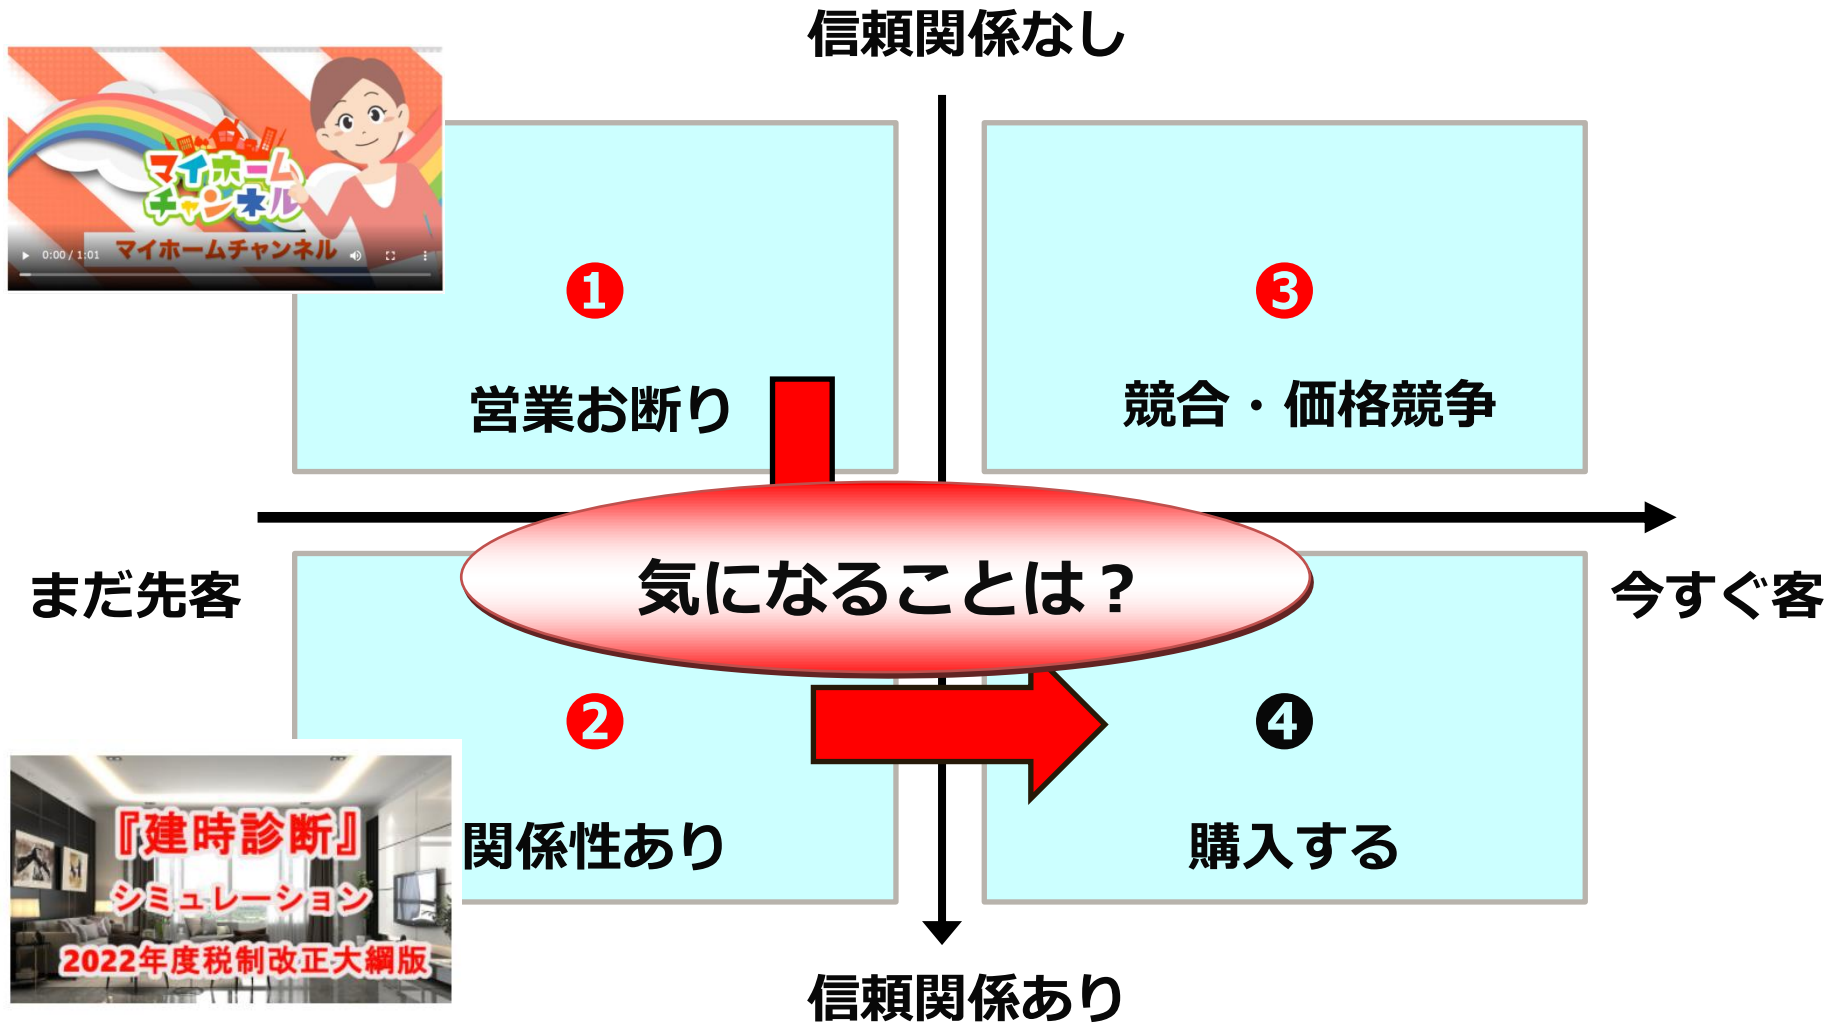 信頼関係なし
マイホーム
チャンネル
マイホームチャンネル
0:00 / 1:01
❶
❸
営業お断り
競合・価格競争
気になることは？
まだ先客
今すぐ客
❷
❹
関係性あり
購入する
『建時診断』
シミュレーション
2022年度税制改正大綱版
信頼関係あり